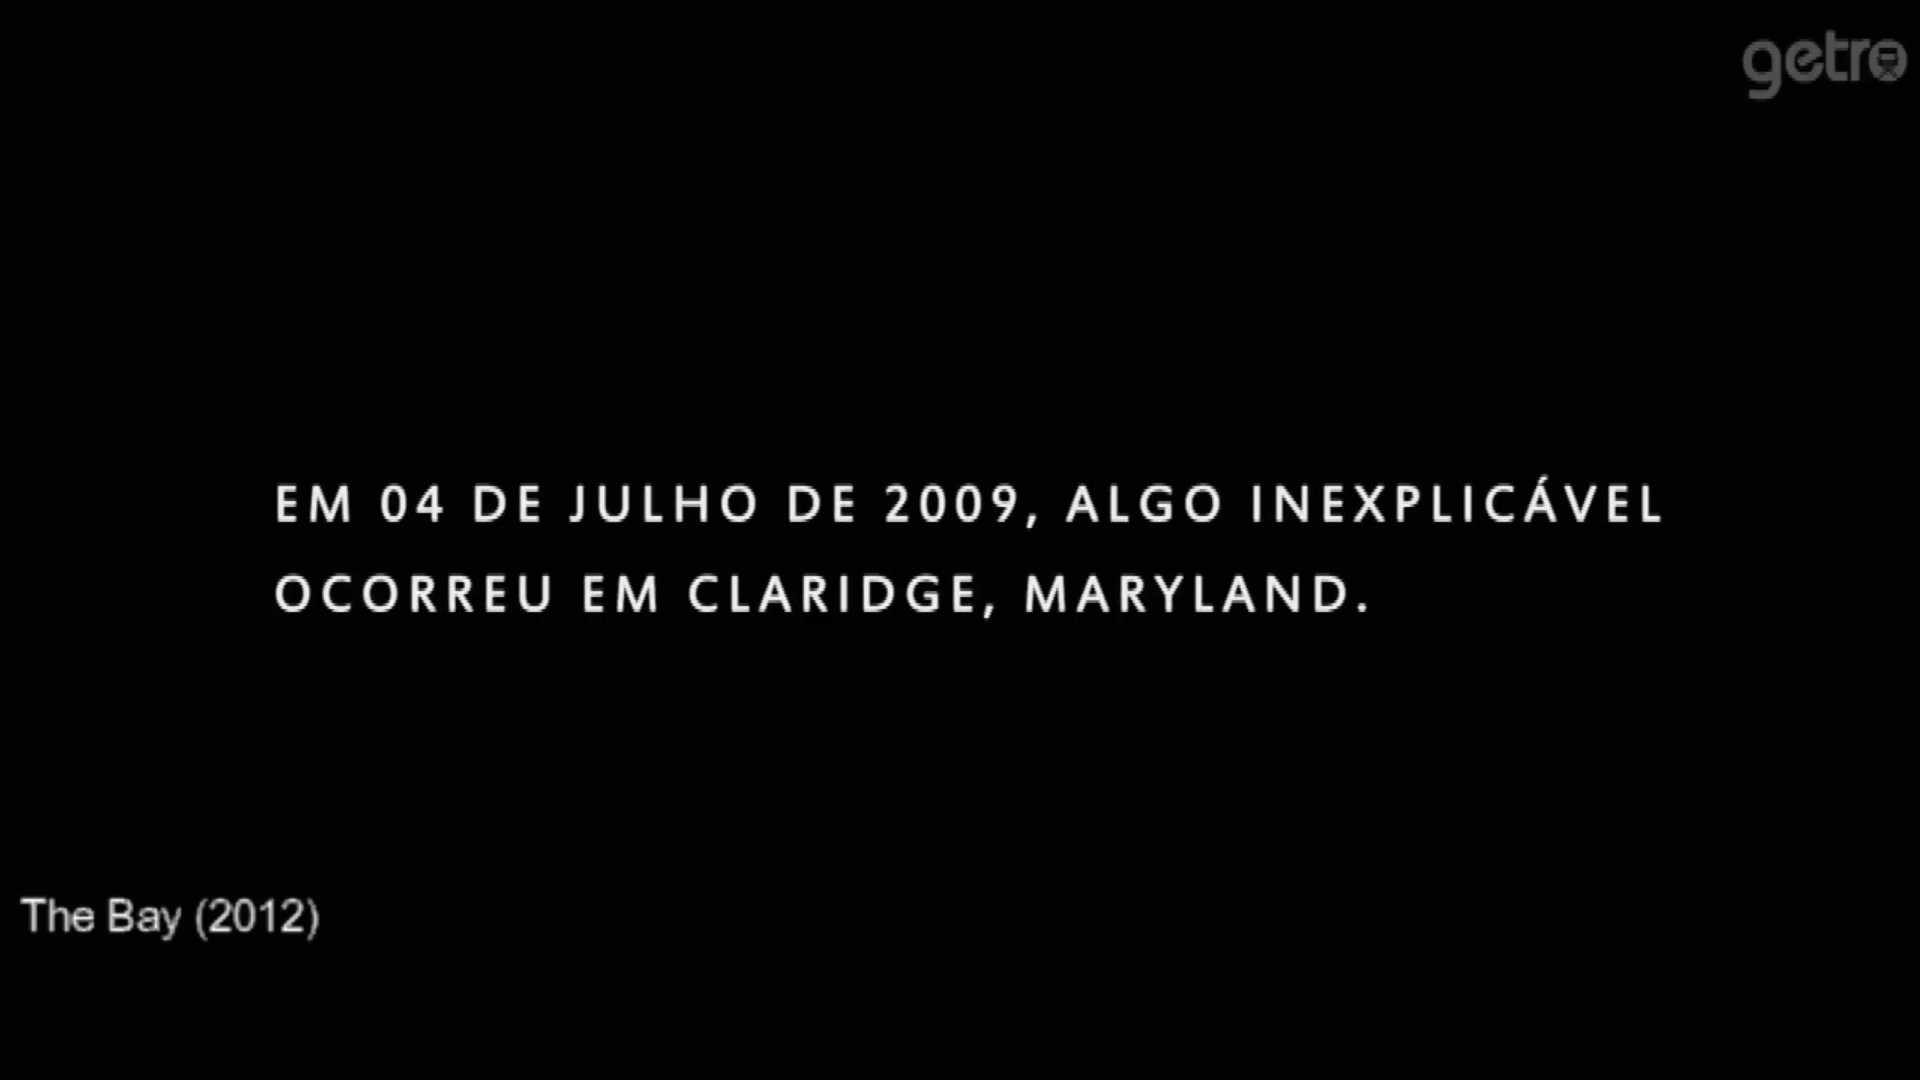 getro
EM 04 DE JULHO DE 2009, ALGO INEXPLICÁVEL
OCORREU EM CLARIDGE, MARYLAND.
The Bay (2012)